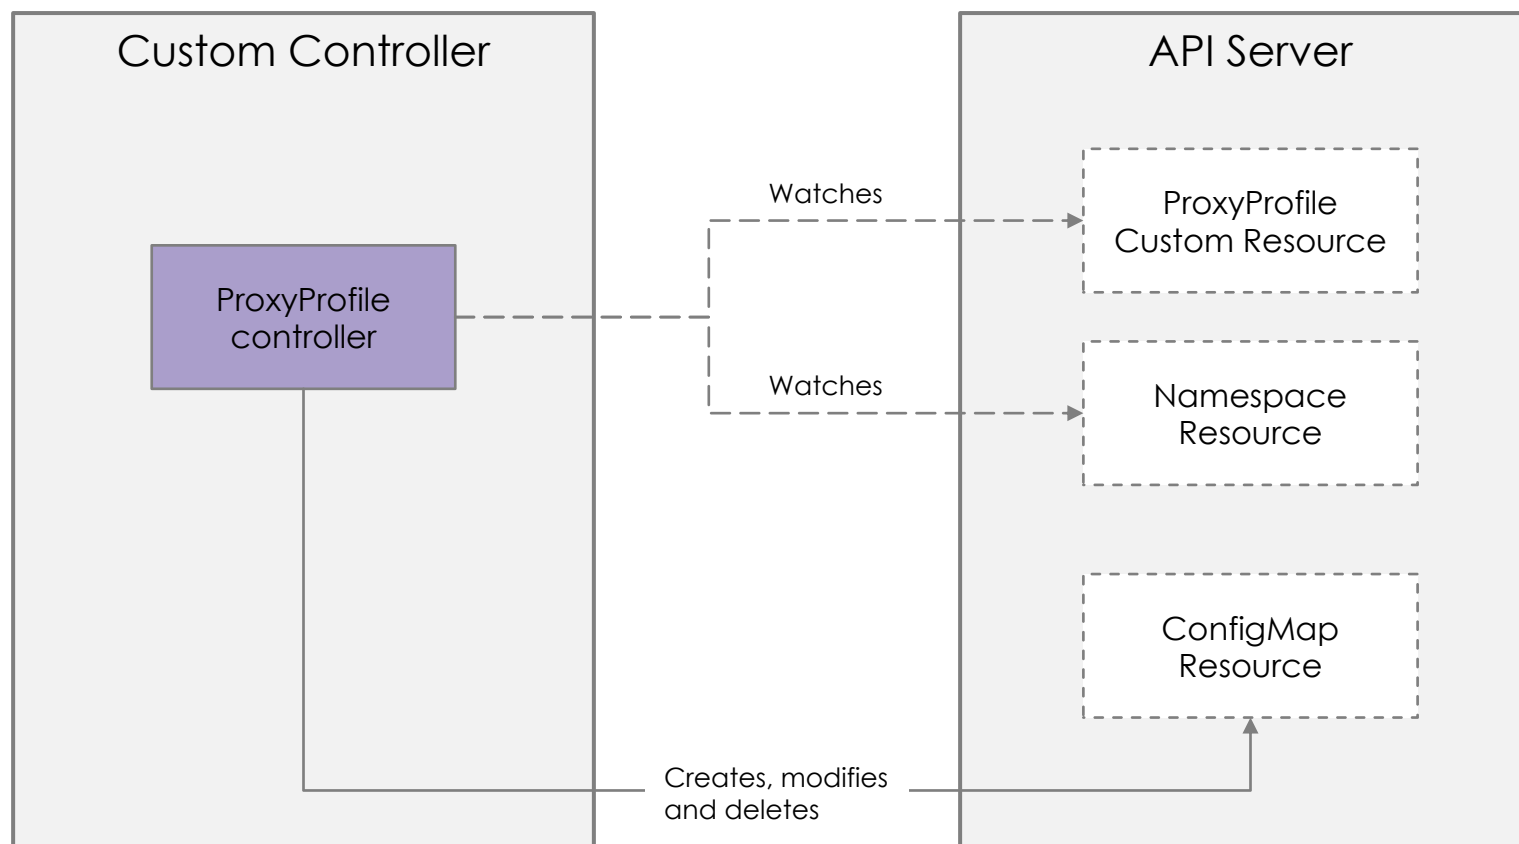 Custom Controller
API Server
Watches
ProxyProfile
Custom Resource
ProxyProfile
controller
Watches
Namespace
Resource
ConfigMap
Resource
Creates, modifies
and deletes